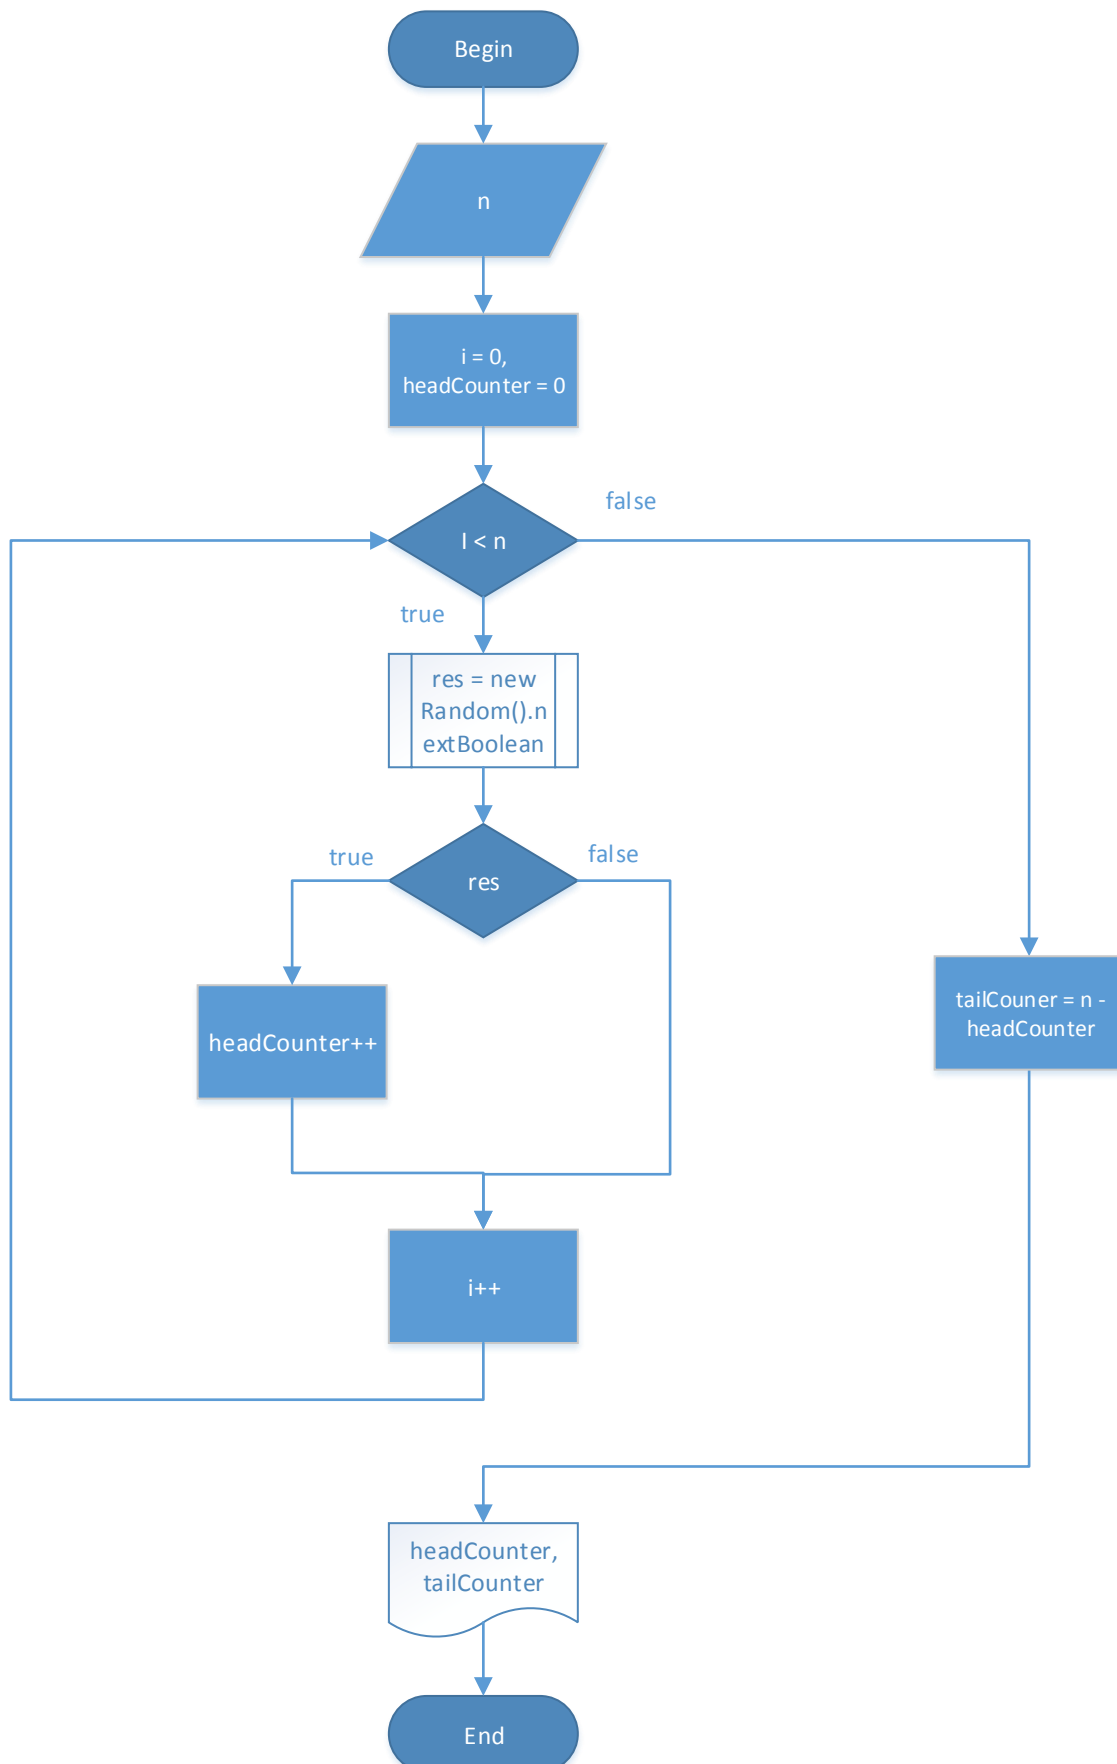 Begin
n
i = 0,
headCounter = 0
false
I < n
true
res = new
Random().n
extBoolean
true
false
res
headCounter++
tailCouner = n -
headCounter
i++
headCounter,
tailCounter
End